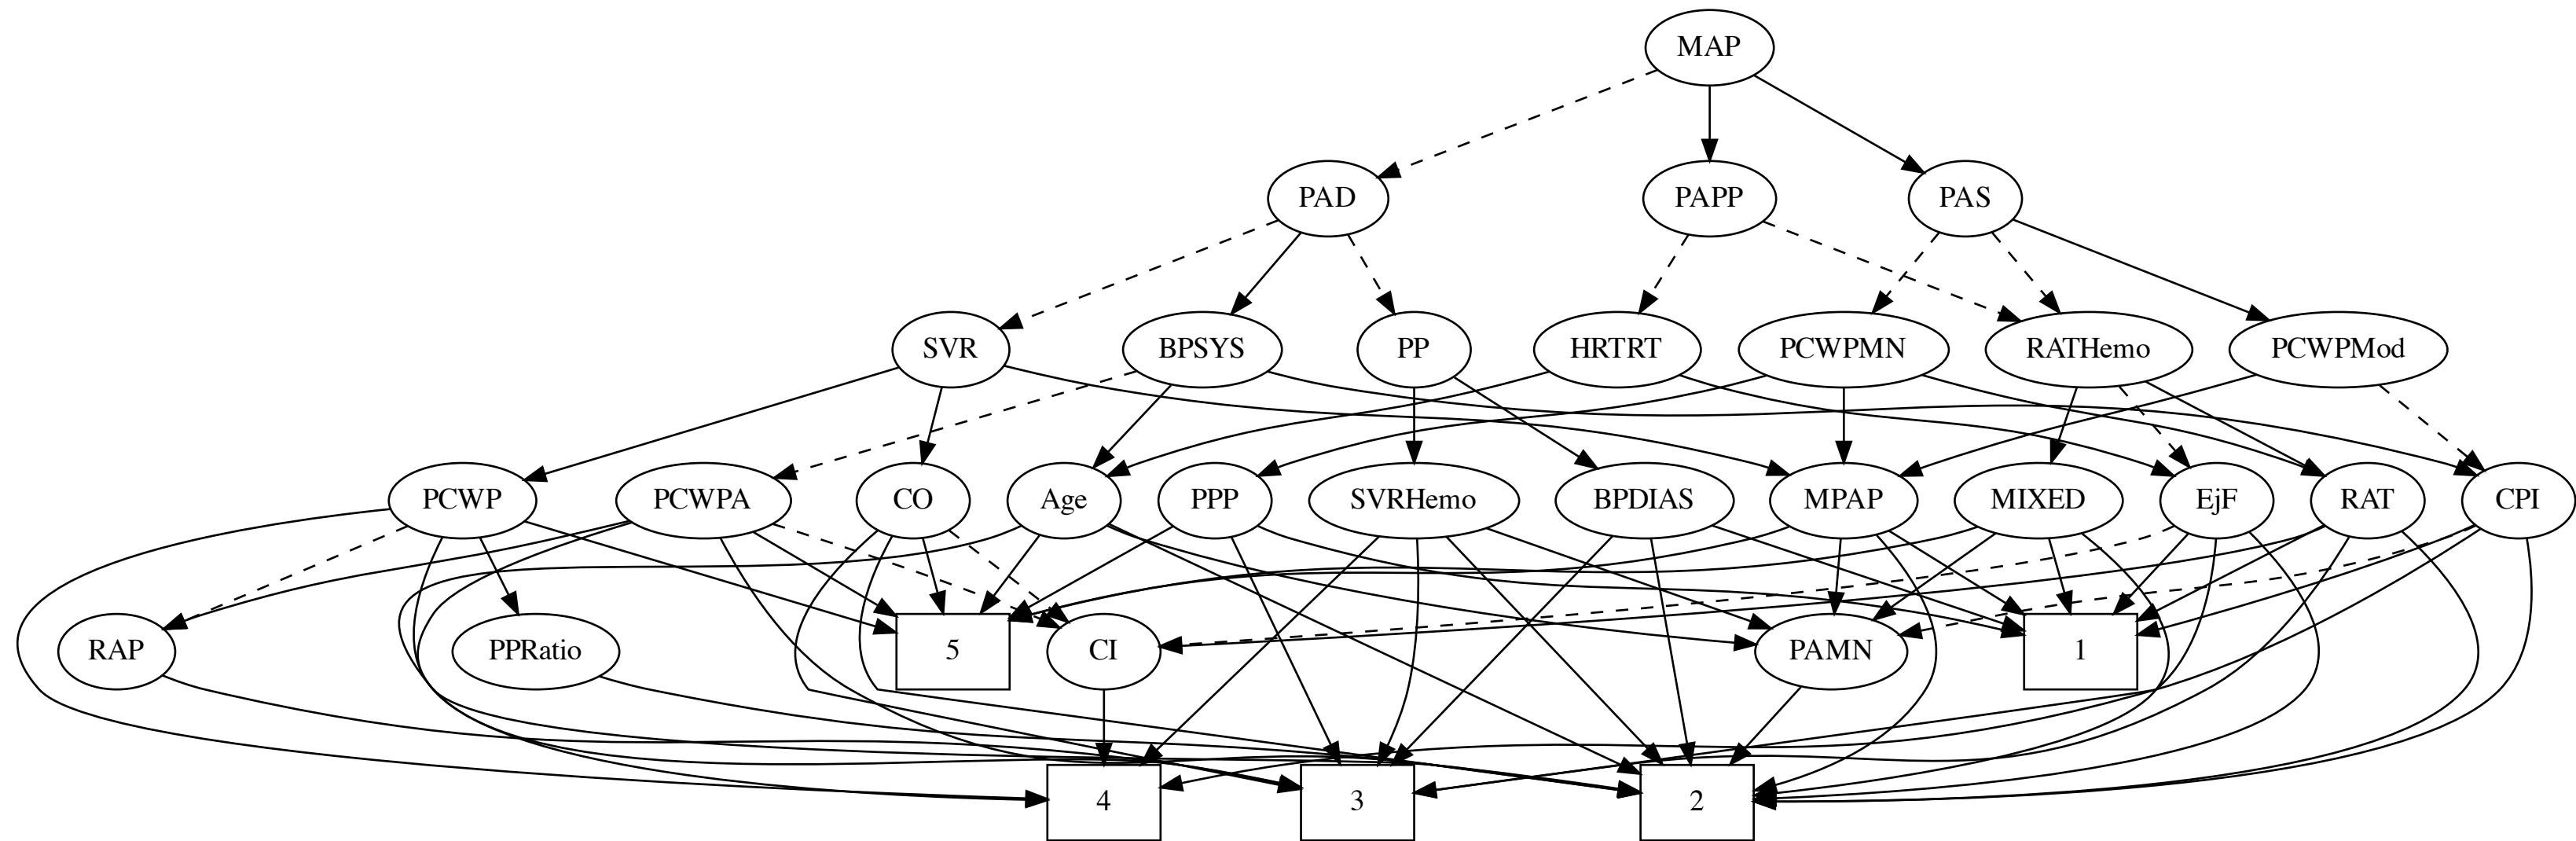 MAP
PAD
PAPP
PAS
SVR
BPSYS
PP
HRTRT
PCWPMN
RATHemo
PCWPMod
PCWP
PCWPA
CO
Age
PPP
SVRHemo
BPDIAS
MPAP
MIXED
EjF
RAT
CPI
RAP
PPRatio
5
CI
PAMN
1
4
3
2